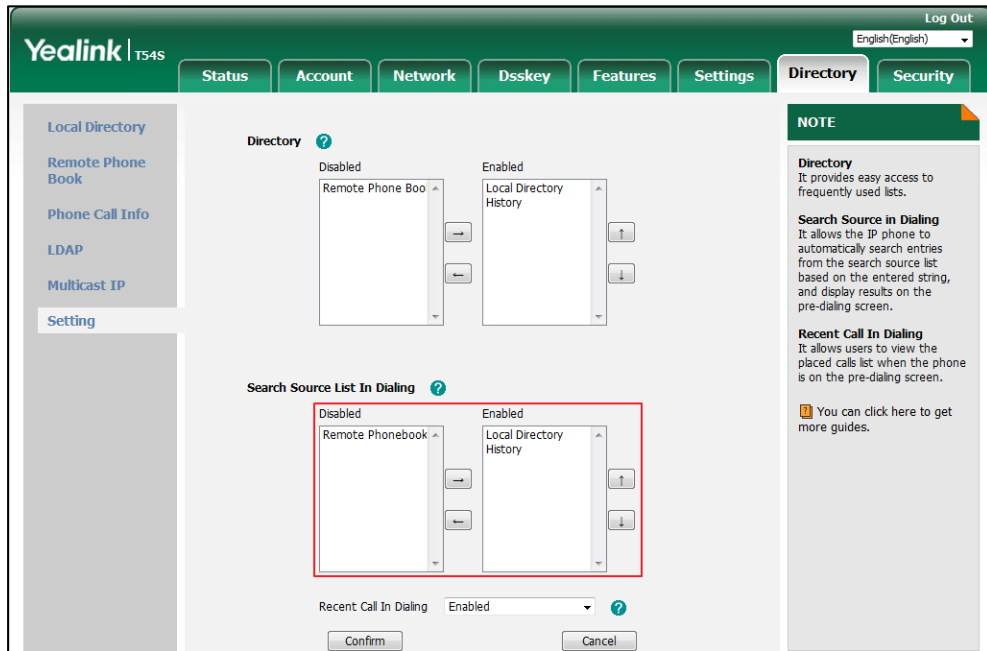 Log Out
English(English)
Yealink | T54S
Status Account Network Dsskey Features Settings Directory Security
Local Directory
Remote Phone
Book
Phone Call Info
LDAP
Multicast IP
Setting
Directory ?
Disabled Enabled
Remote Phone Boo
Local Directory
History
→ ↑
← ↓
Search Source List In Dialing ?
Disabled Enabled
Remote Phonebook
Local Directory
History
→ ↑
← ↓
Recent Call In Dialing Enabled ?
Confirm Cancel
NOTE
Directory
It provides easy access to
frequently used lists.
Search Source in Dialing
It allows the IP phone to
automatically search entries
from the search source list
based on the entered string,
and display results on the
pre-dialing screen.
Recent Call In Dialing
It allows users to view the
placed calls list when the phone
is on the pre-dialing screen.
? You can click here to get
more guides.